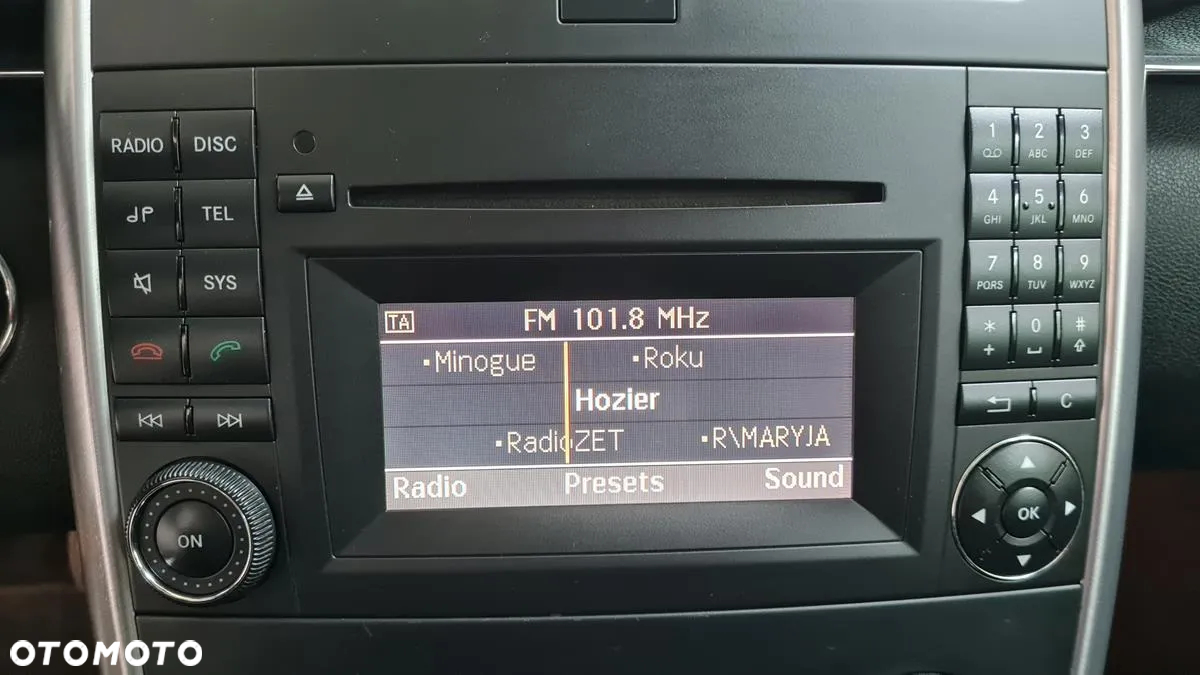 RADIO DISC
TEL
SYS
ON
TA FM 101.8 MHz
▪Minogue ▪Roku
Hozier
▪RadioZET ▪R\MARYJA
Radio Presets Sound
1 2 3
ABC DEF
4 5 6
GHI JKL MNO
7 8 9
PQRS TUV WXYZ
* 0 #
+
C
OK
OTOMOTO